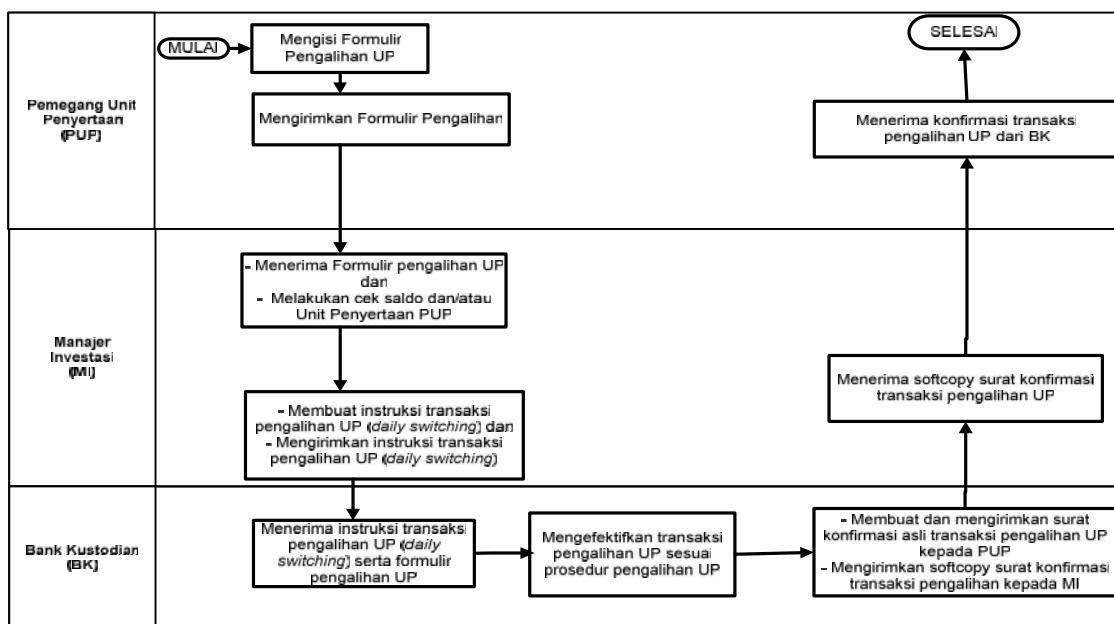 Pemegang Unit
Penyertaan
(PUP)
MULAI
Mengisi Formulir
Pengalihan UP
Mengirimkan Formulir Pengalihan
SELESAI
Menerima konfirmasi transaksi
pengalihan UP dari BK
Manajer
Investasi
(MI)
- Menerima Formulir pengalihan UP
dan
- Melakukan cek saldo dan/atau
Unit Penyertaan PUP
- Membuat instruksi transaksi
pengalihan UP (daily switching) dan
- Mengirimkan instruksi transaksi
pengalihan UP (daily switching)
Menerima softcopy surat konfirmasi
transaksi pengalihan UP
Bank Kustodian
(BK)
Menerima instruksi transaksi
pengalihan UP (daily
switching) serta formulir
pengalihan UP
Mengefektifkan transaksi
pengalihan UP sesuai
prosedur pengalihan UP
- Membuat dan mengirimkan surat
konfirmasi asli transaksi pengalihan UP
kepada PUP
- Mengirimkan softcopy surat konfirmasi
transaksi pengalihan kepada MI